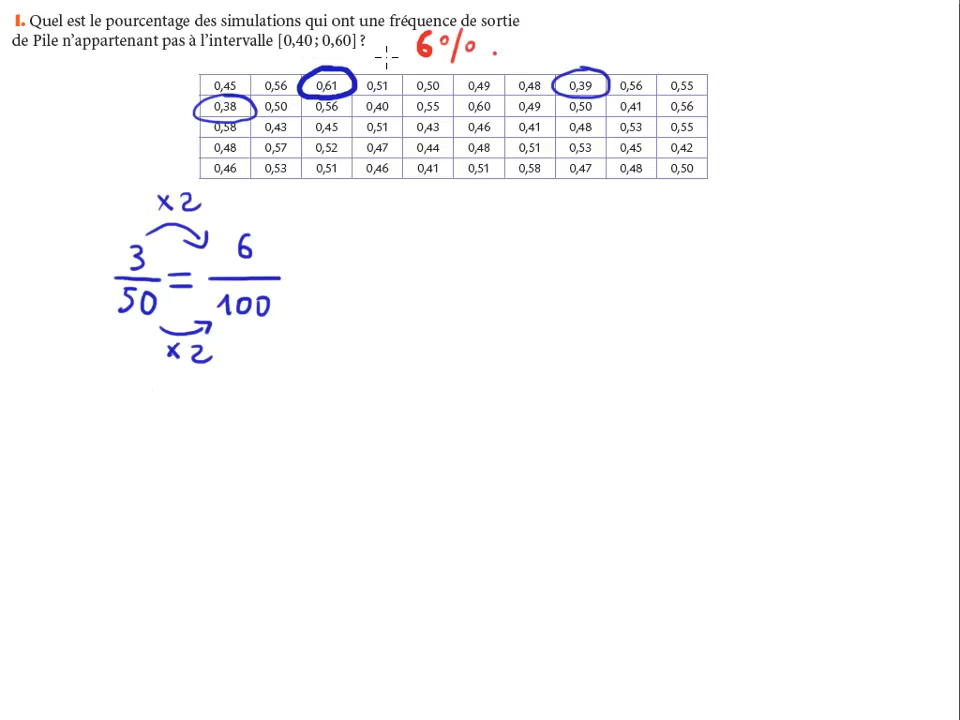 1. Quel est le pourcentage des simulations qui ont une fréquence de sortie
de Pile n'appartenant pas à l'intervalle [0,40 ; 0,60] ?
6%.
0,45 0,56 0,61 0,51 0,50 0,49 0,48 0,39 0,56 0,55
0,38 0,50 0,56 0,40 0,55 0,60 0,49 0,50 0,41 0,56
0,58 0,43 0,45 0,51 0,43 0,46 0,41 0,48 0,53 0,55
0,48 0,57 0,52 0,47 0,44 0,48 0,51 0,53 0,45 0,42
0,46 0,53 0,51 0,46 0,41 0,51 0,58 0,47 0,48 0,50
x2
3/50 = 6/100
x2